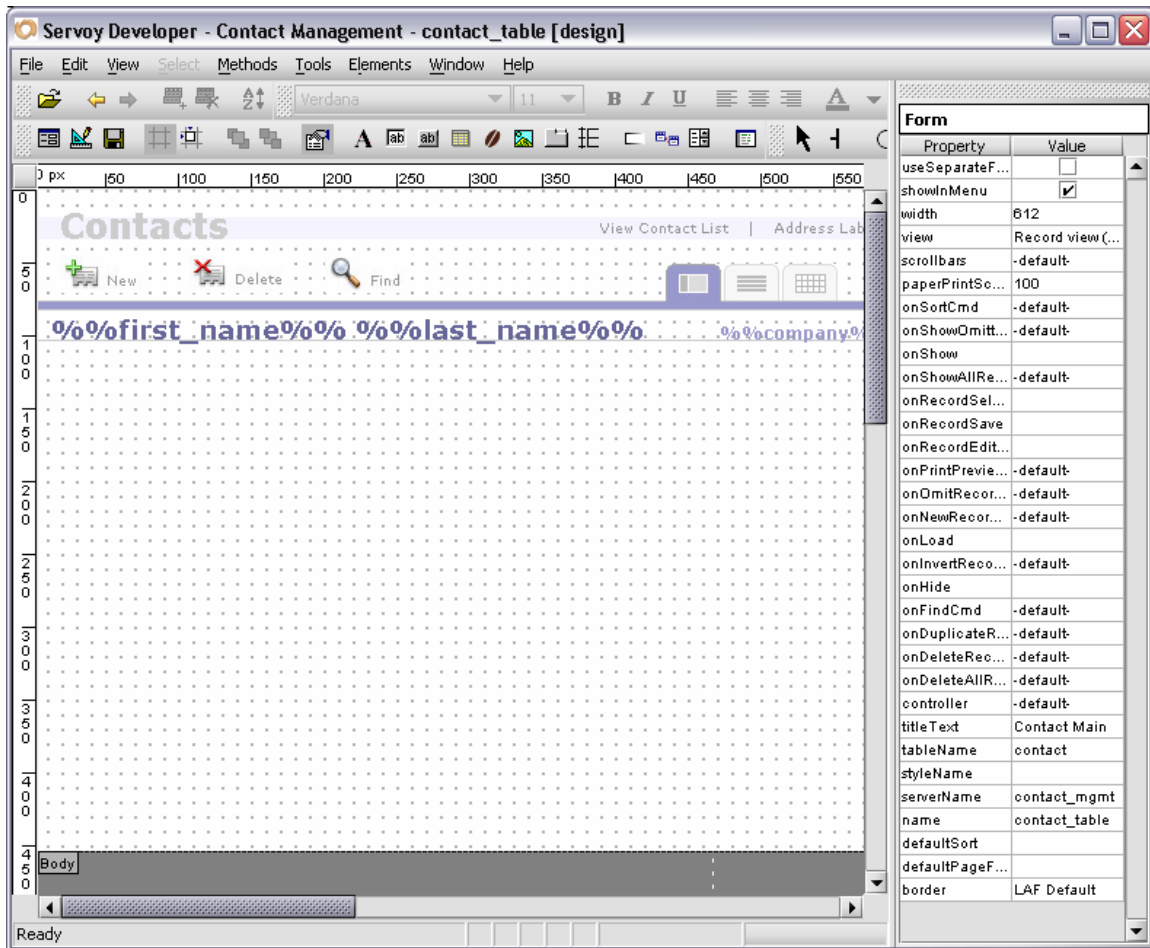 Servoy Developer - Contact Management - contact_table [design]
File Edit View Select Methods Tools Elements Window Help
Verdana 11 B I U A
A ab abl
Form
Property Value
useSeparateF...
showInMenu
width 612
view Record view (...
scrollbars -default-
paperPrintSc... 100
onSortCmd -default-
onShowOmitt... -default-
onShow
onShowAllRe... -default-
onRecordSel...
onRecordSave
onRecordEdit...
onPrintPrevie... -default-
onOmitRecor... -default-
onNewRecor... -default-
onLoad
onInvertReco... -default-
onHide
onFindCmd -default-
onDuplicateR... -default-
onDeleteRec... -default-
onDeleteAllR... -default-
controller -default-
titleText Contact Main
tableName contact
styleName
serverName contact_mgmt
name contact_table
defaultSort
defaultPageF...
border LAF Default
px 50 100 150 200 250 300 350 400 450 500 550
0
50
100
150
200
250
300
350
400
450
Contacts
View Contact List | Address Lab
New Delete Find
%%first_name%% %%last_name%% %%company%
Body
Ready